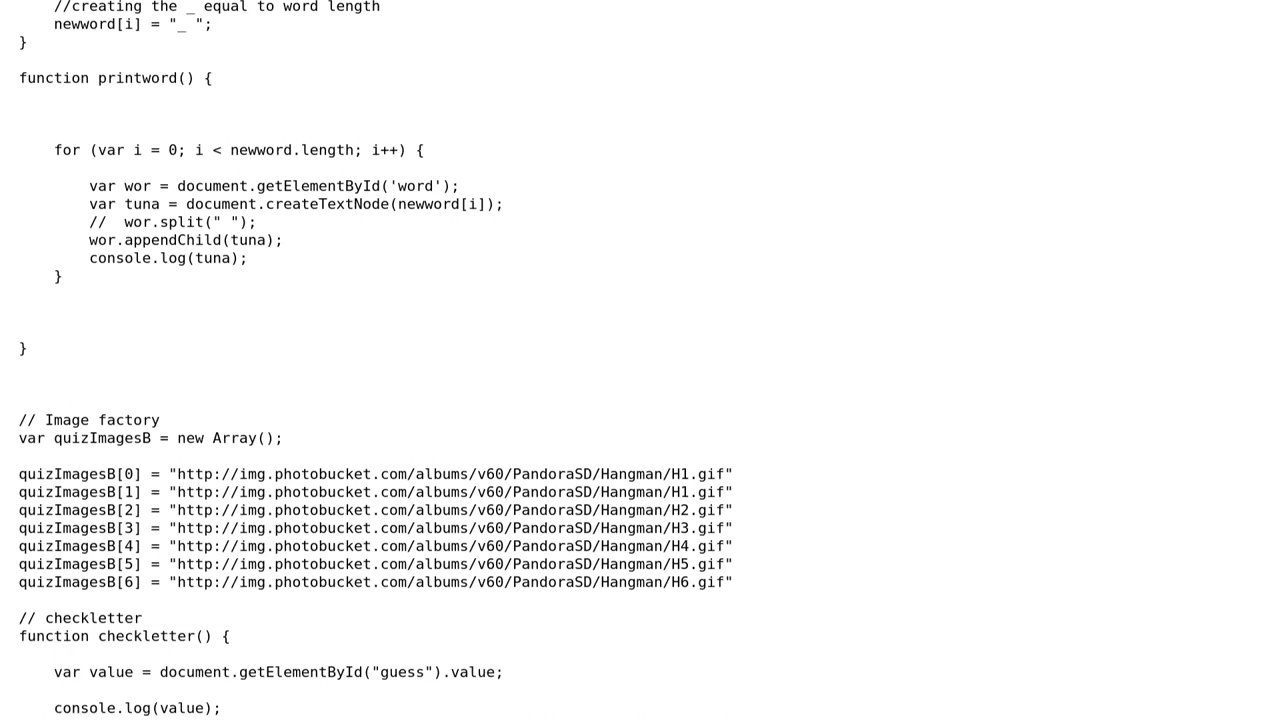 //creating the _ equal to word length
newword[i] = "_ ";
}
function printword() {
for (var i = 0; i < newword.length; i++) {
var wor = document.getElementById('word');
var tuna = document.createTextNode(newword[i]);
//  wor.split(" ");
wor.appendChild(tuna);
console.log(tuna);
}
}
// Image factory
var quizImagesB = new Array();
quizImagesB[0] = "http://img.photobucket.com/albums/v60/PandoraSD/Hangman/H1.gif"
quizImagesB[1] = "http://img.photobucket.com/albums/v60/PandoraSD/Hangman/H1.gif"
quizImagesB[2] = "http://img.photobucket.com/albums/v60/PandoraSD/Hangman/H2.gif"
quizImagesB[3] = "http://img.photobucket.com/albums/v60/PandoraSD/Hangman/H3.gif"
quizImagesB[4] = "http://img.photobucket.com/albums/v60/PandoraSD/Hangman/H4.gif"
quizImagesB[5] = "http://img.photobucket.com/albums/v60/PandoraSD/Hangman/H5.gif"
quizImagesB[6] = "http://img.photobucket.com/albums/v60/PandoraSD/Hangman/H6.gif"
// checkletter
function checkletter() {
var value = document.getElementById("guess").value;
console.log(value);